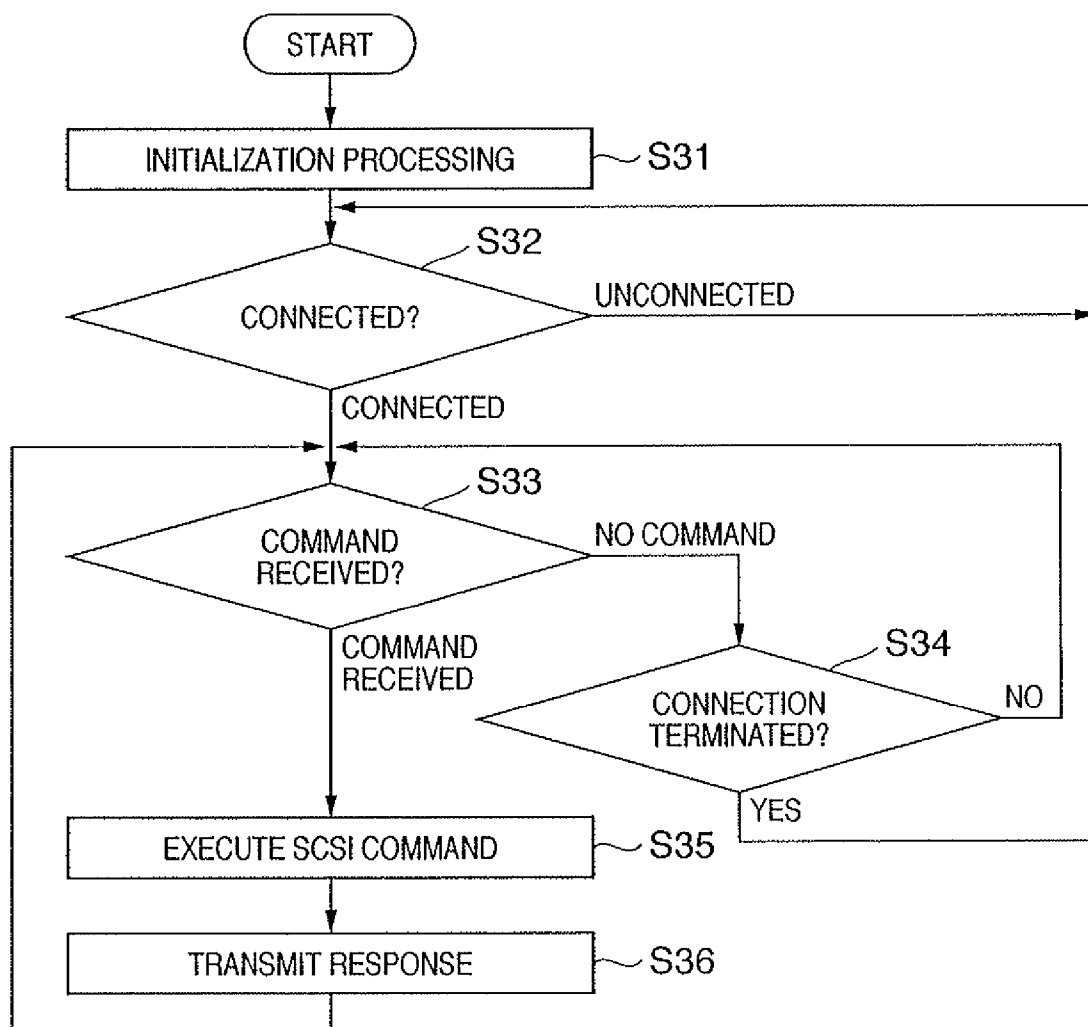 START
INITIALIZATION PROCESSING
S31
S32
CONNECTED?
UNCONNECTED
CONNECTED
S33
COMMAND
RECEIVED?
NO COMMAND
COMMAND
RECEIVED
S34
CONNECTION
TERMINATED?
NO
YES
EXECUTE SCSI COMMAND
S35
TRANSMIT RESPONSE
S36